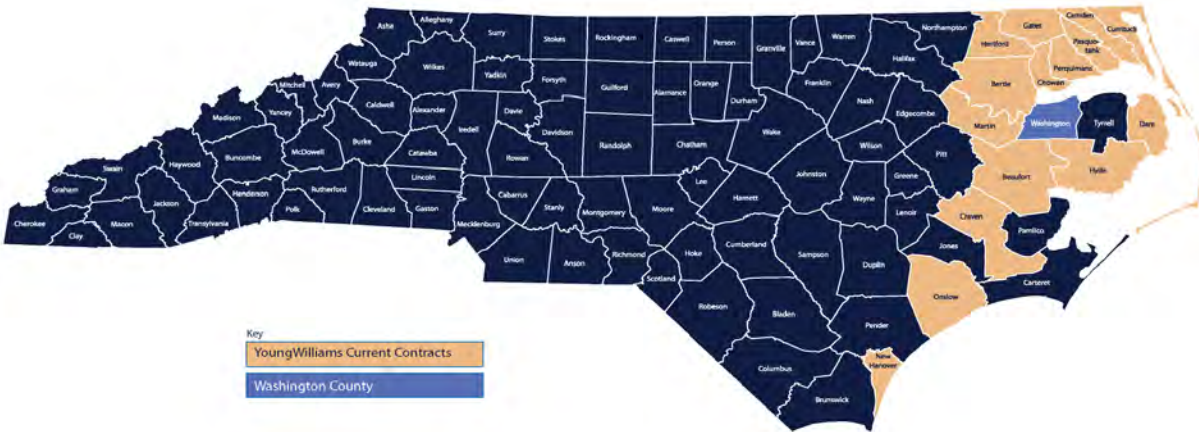 Ashe
Alleghany
Surry
Stokes
Rockingham
Caswell
Person
Granville
Vance
Warren
Northampton
Halifax
Hertford
Gates
Camden
Currituck
Pasquo-
tank
Perquimans
Chowan
Bertie
Watauga
Wilkes
Yadkin
Forsyth
Guilford
Alamance
Orange
Durham
Franklin
Nash
Edgecombe
Martin
Washington
Tyrrell
Dare
Mitchell
Avery
Caldwell
Alexander
Iredell
Davie
Davidson
Randolph
Chatham
Wake
Wilson
Pitt
Beaufort
Hyde
Madison
Yancey
Burke
Catawba
Rowan
Johnston
Greene
Swain
Haywood
Buncombe
McDowell
Lincoln
Lee
Harnett
Wayne
Lenoir
Craven
Pamlico
Graham
Jackson
Henderson
Rutherford
Cleveland
Gaston
Mecklenburg
Cabarrus
Stanly
Montgomery
Moore
Cherokee
Clay
Macon
Transylvania
Polk
Union
Anson
Richmond
Scotland
Hoke
Cumberland
Sampson
Duplin
Jones
Carteret
Onslow
Robeson
Bladen
Pender
New
Hanover
Columbus
Brunswick
Key
YoungWilliams Current Contracts
Washington County